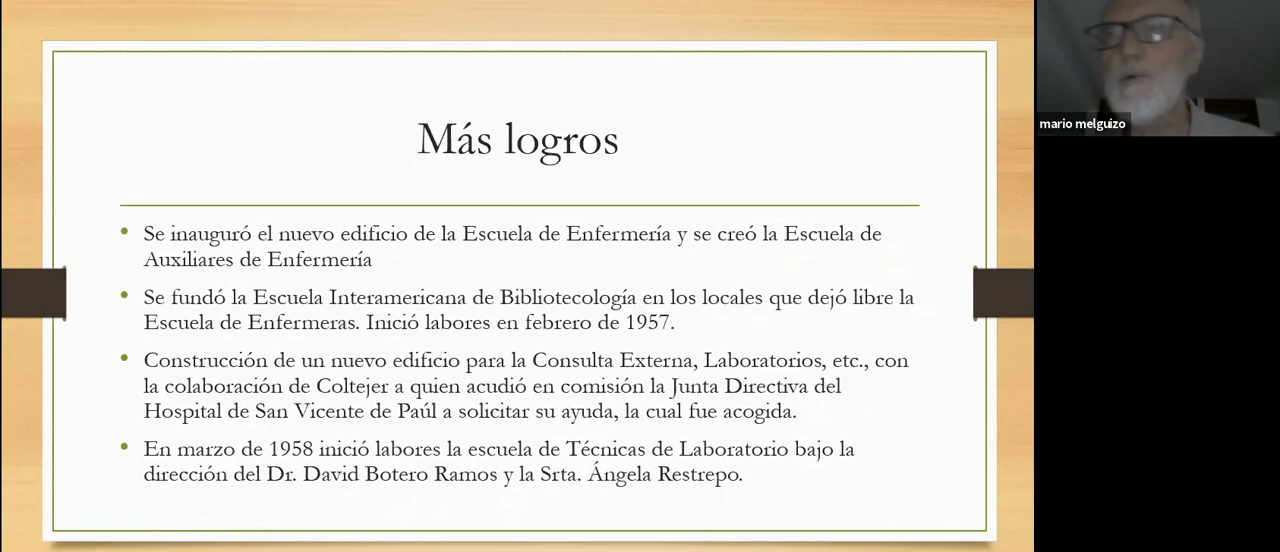 Más logros
Se inauguró el nuevo edificio de la Escuela de Enfermería y se creó la Escuela de
Auxiliares de Enfermería
Se fundó la Escuela Interamericana de Bibliotecología en los locales que dejó libre la
Escuela de Enfermeras. Inició labores en febrero de 1957.
Construcción de un nuevo edificio para la Consulta Externa, Laboratorios, etc., con
la colaboración de Coltejer a quien acudió en comisión la Junta Directiva del
Hospital de San Vicente de Paúl a solicitar su ayuda, la cual fue acogida.
En marzo de 1958 inició labores la escuela de Técnicas de Laboratorio bajo la
dirección del Dr. David Botero Ramos y la Srta. Ángela Restrepo.
mario melguizo